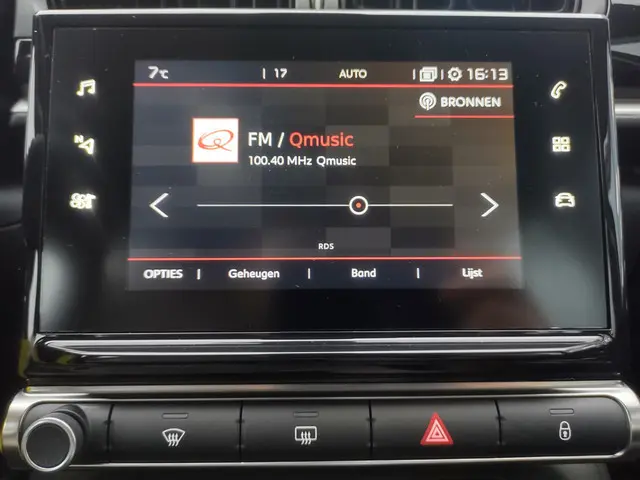 7°C | 17 AUTO | | 16:13
BRONNEN
FM / Qmusic
100.40 MHz Qmusic
RDS
OPTIES | Geheugen | Band | Lijst